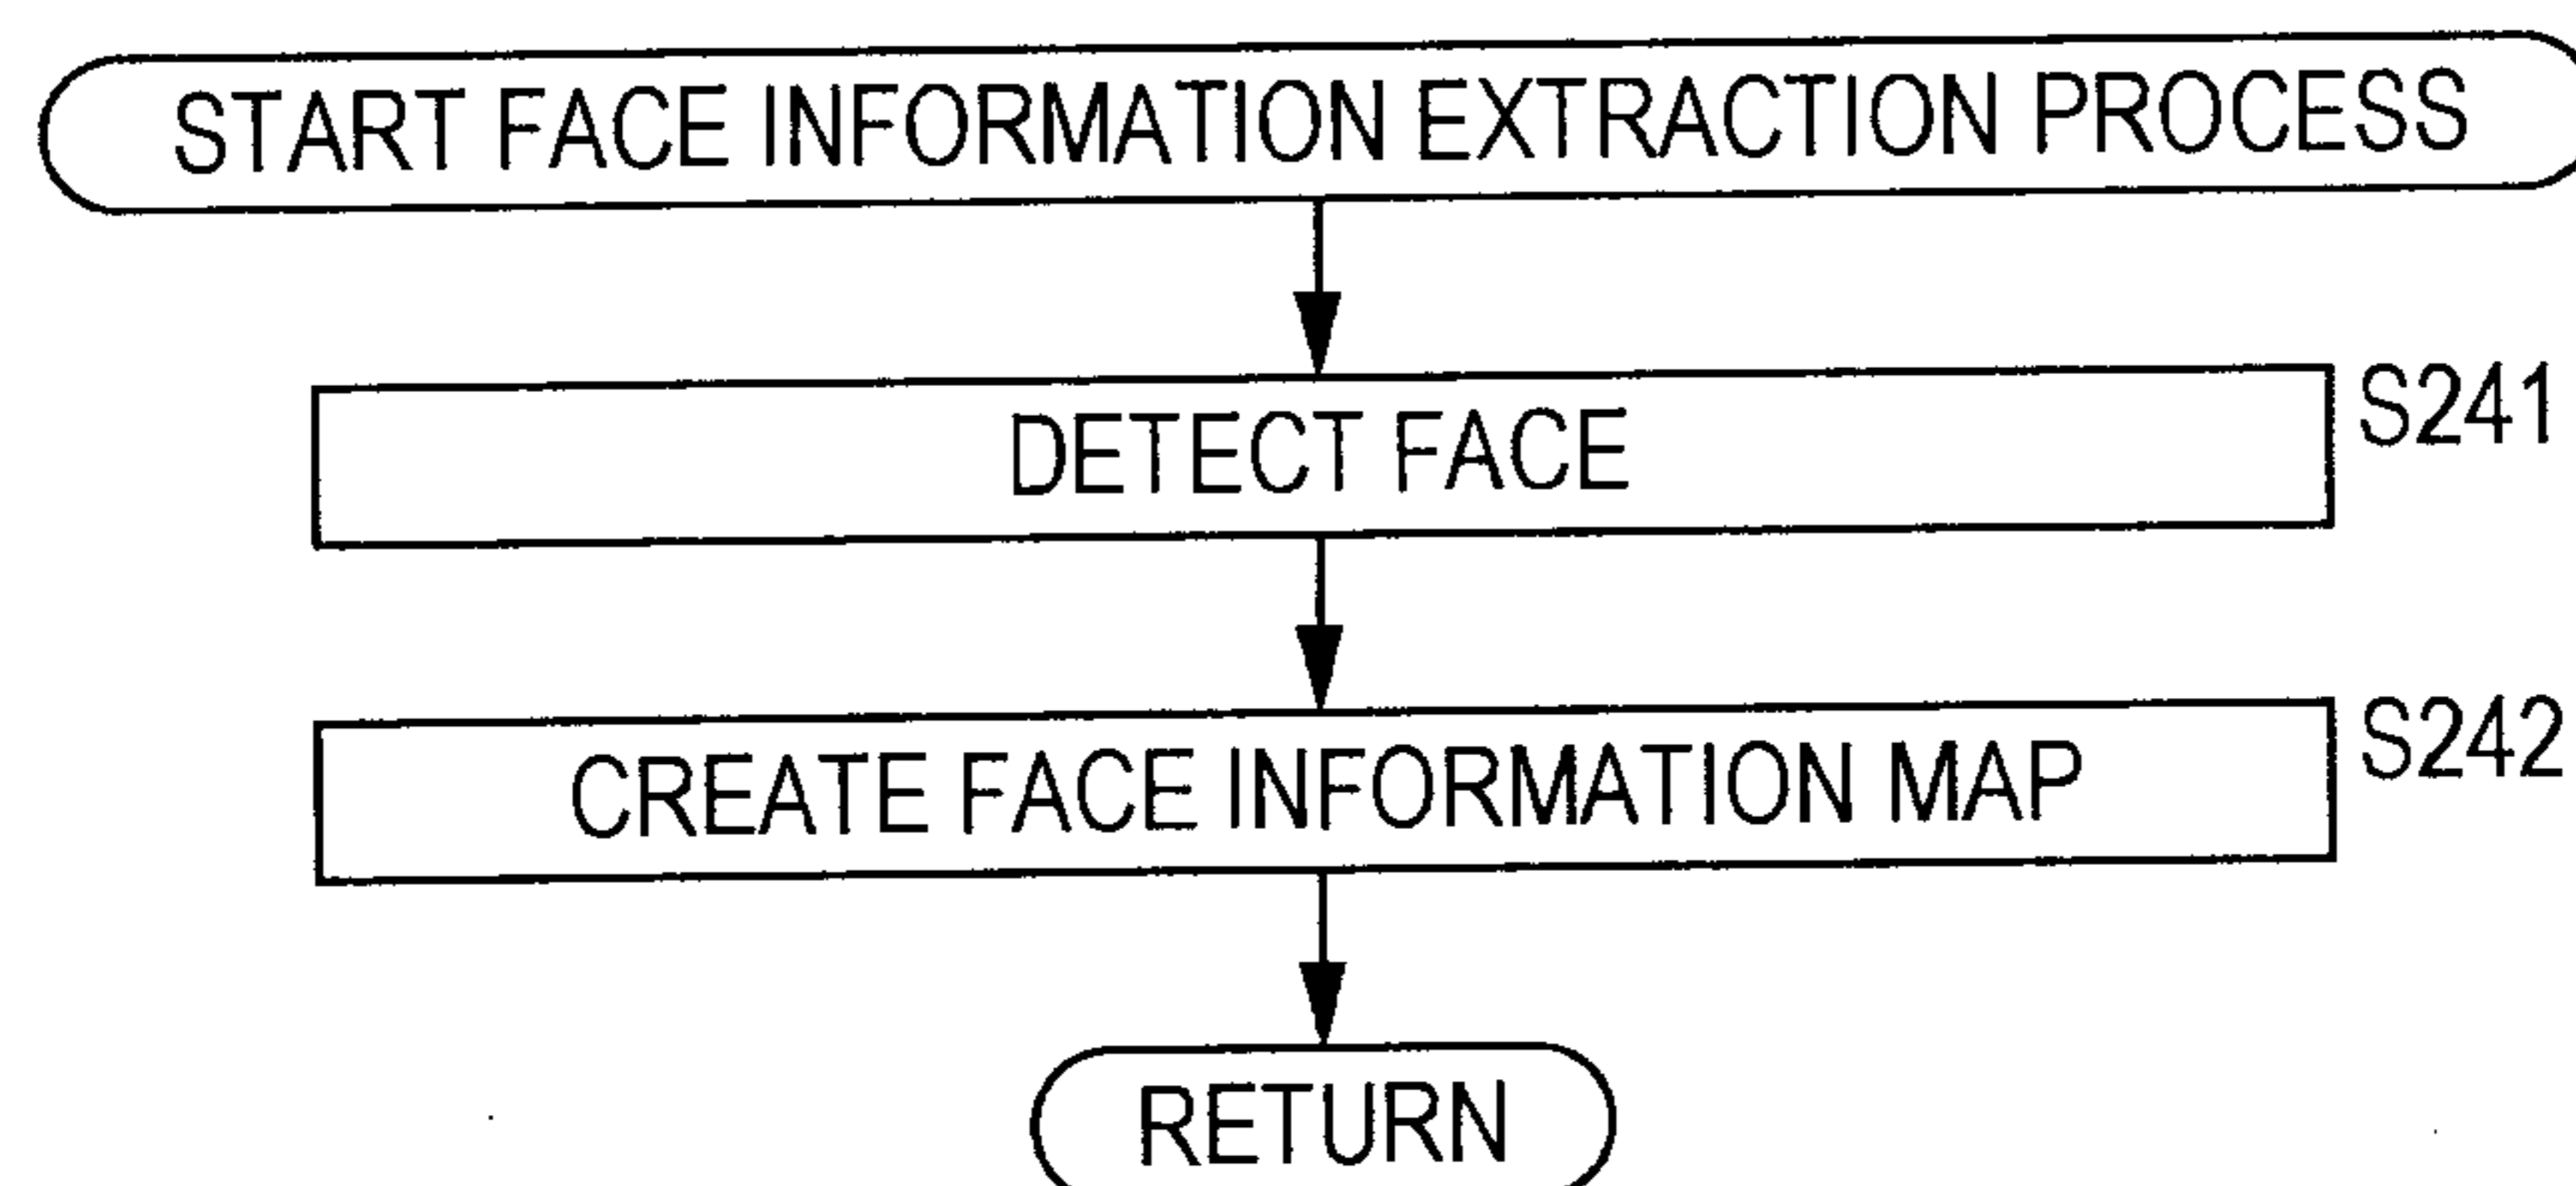 START FACE INFORMATION EXTRACTION PROCESS
DETECT FACE
S241
CREATE FACE INFORMATION MAP
S242
RETURN